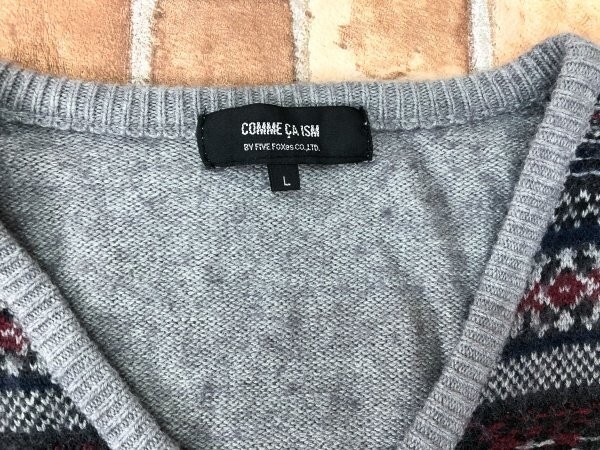 COMME ÇA ISM
BY FIVE FOXes CO.,LTD.
L